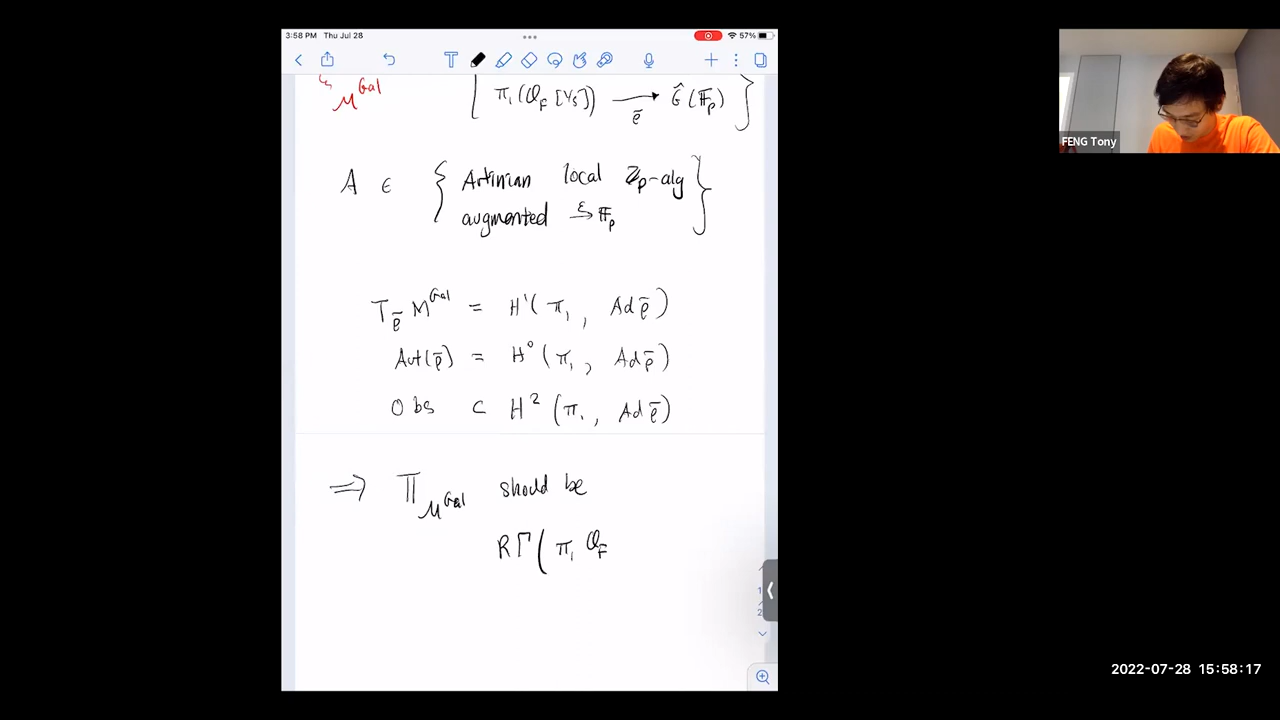 3:58 PM Thu Jul 28
57%
M^{Gal}
π₁(O_F[1/S]) → Ĝ(F_p)
ρ̄
A ∈ { Artinian local Z_p-alg
augmented →^ε F_p }
T_ρ̄ M^{Gal} = H¹(π₁, Ad ρ̄)
Aut(ρ̄) = H⁰(π₁, Ad ρ̄)
Obs ⊂ H²(π₁, Ad ρ̄)
⇒ 𝕋_{M^{Gal}} should be
RΓ(π₁ O_F
FENG Tony
2022-07-28 15:58:17